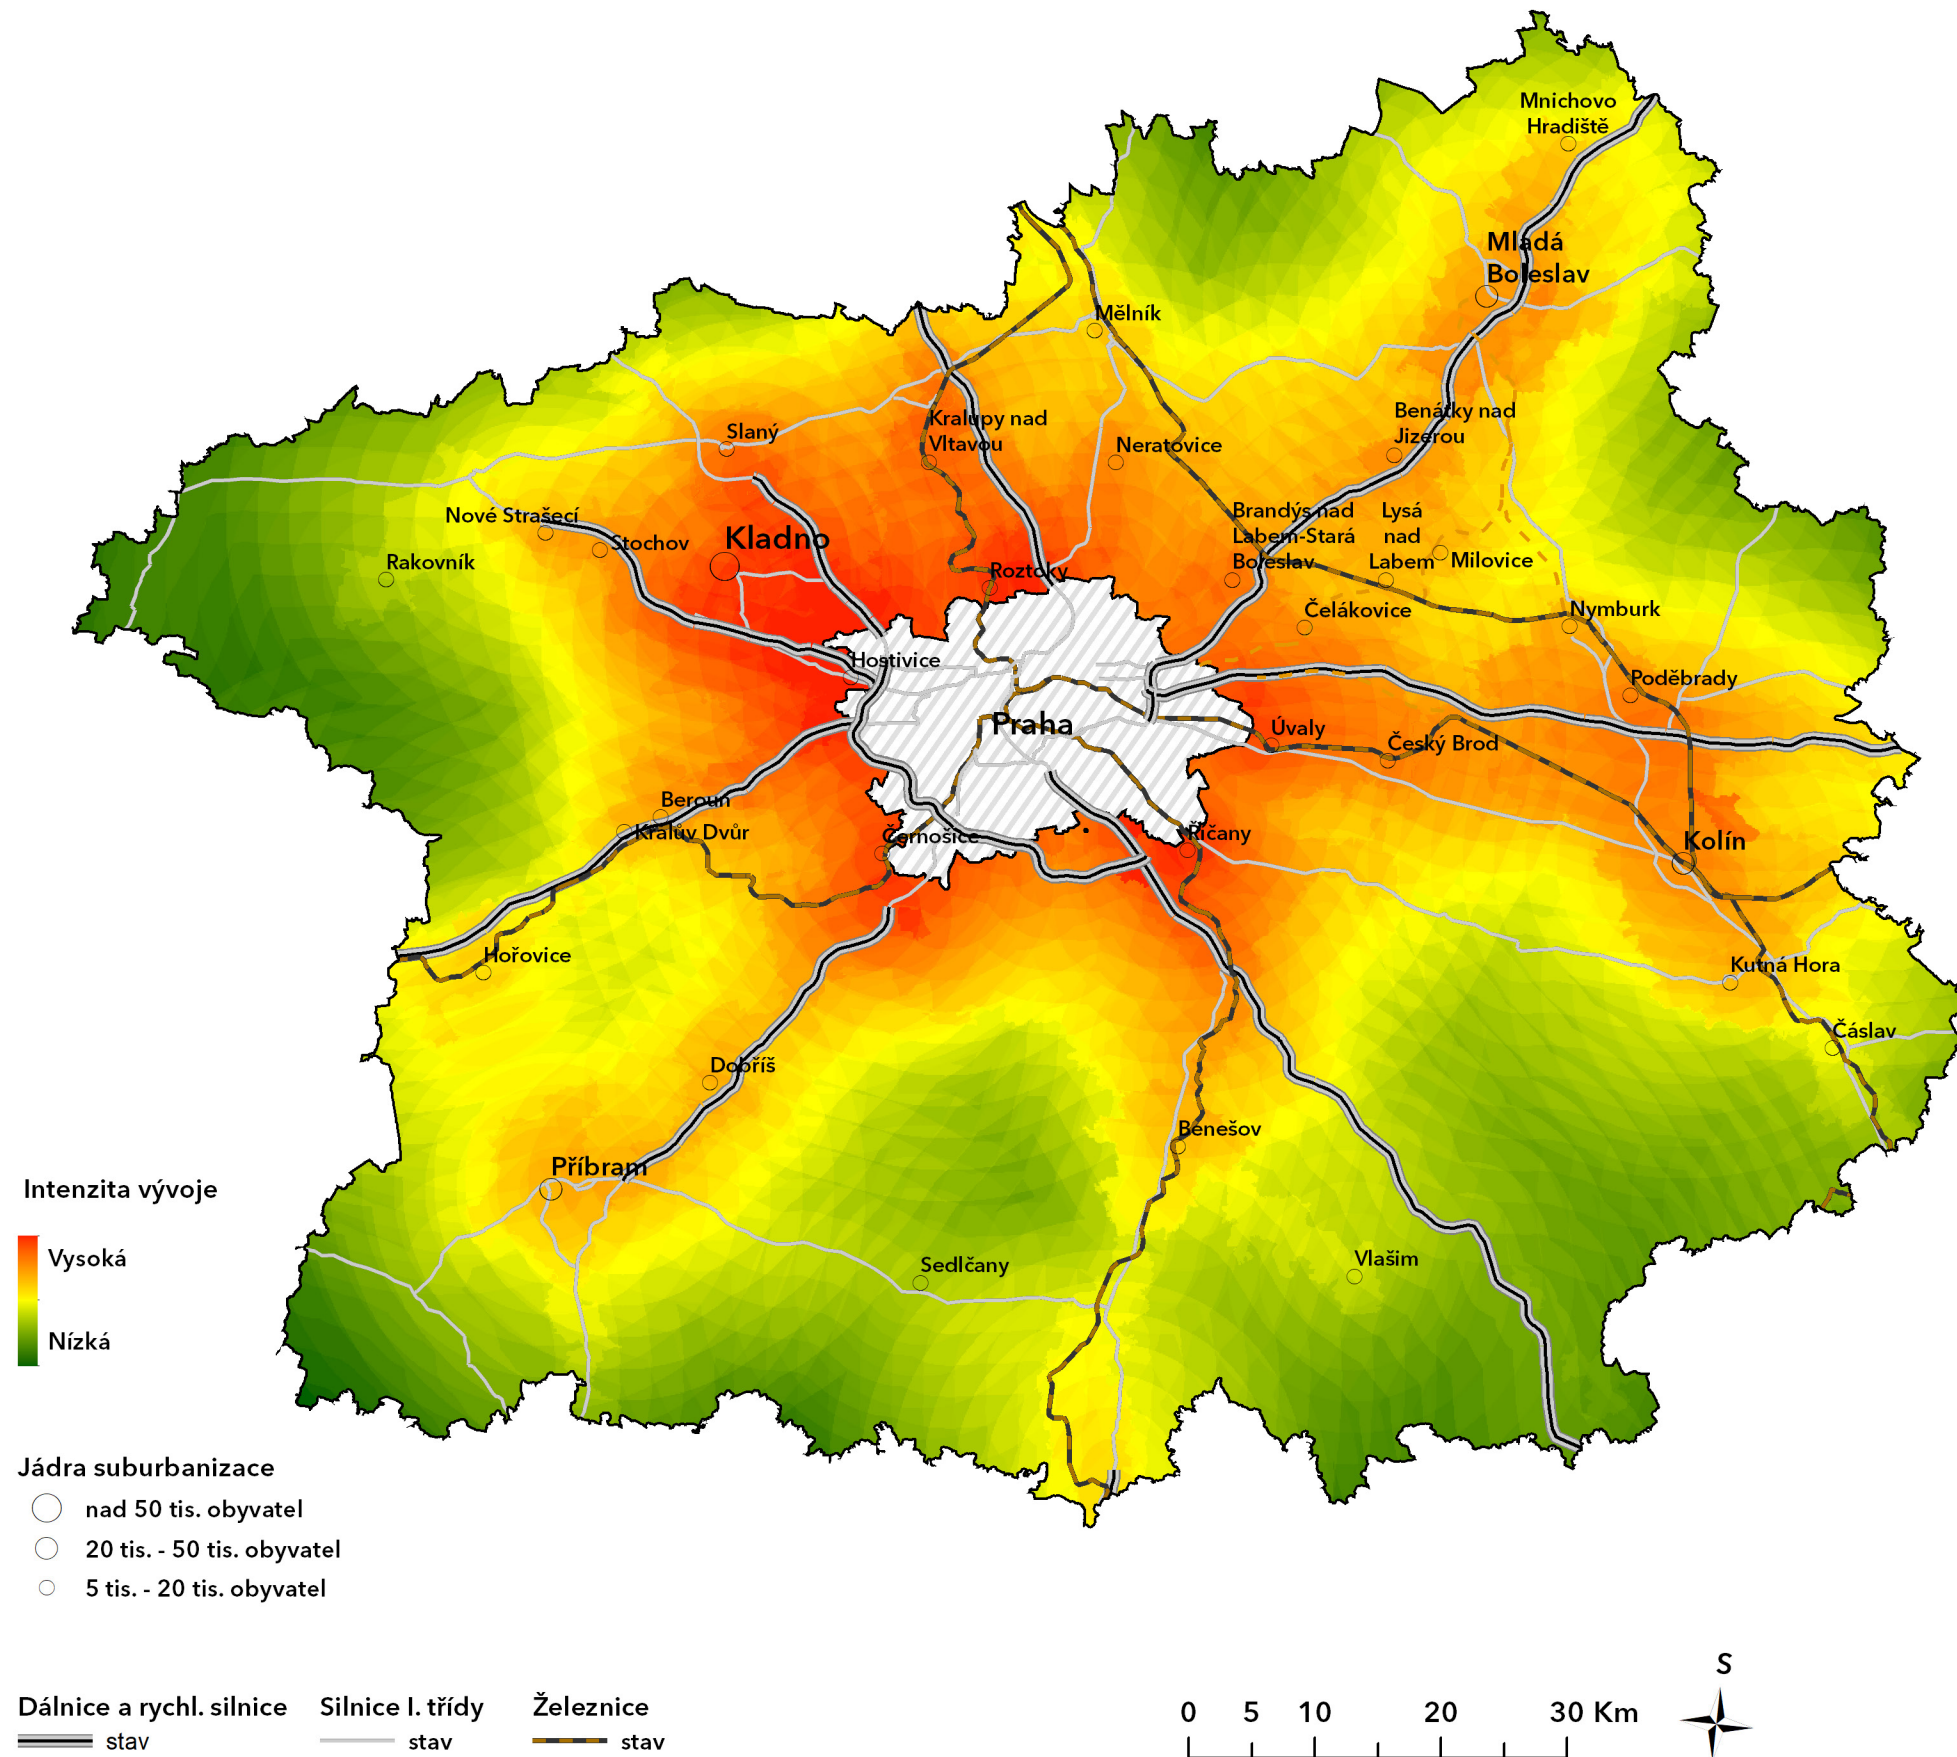 Mnichovo
Hradiště
Mladá
Boleslav
Mělník
Kralupy nad
Vltavou
Benátky nad
Jizerou
Slaný
Neratovice
Nové Strašecí
Stochov
Kladno
Brandýs nad
Labem-Stará
Boleslav
Lysá
nad
Labem
Milovice
Rakovník
Roztoky
Čelákovice
Nymburk
Hostivice
Poděbrady
Praha
Úvaly
Český Brod
Beroun
Králův Dvůr
Černošice
Říčany
Kolín
Hořovice
Kutná Hora
Čáslav
Dobříš
Benešov
Příbram
Sedlčany
Vlašim
Intenzita vývoje
Vysoká
Nízká
Jádra suburbanizace
nad 50 tis. obyvatel
20 tis. - 50 tis. obyvatel
5 tis. - 20 tis. obyvatel
Dálnice a rychl. silnice
stav
Silnice I. třídy
stav
Železnice
stav
0 5 10 20 30 Km
S